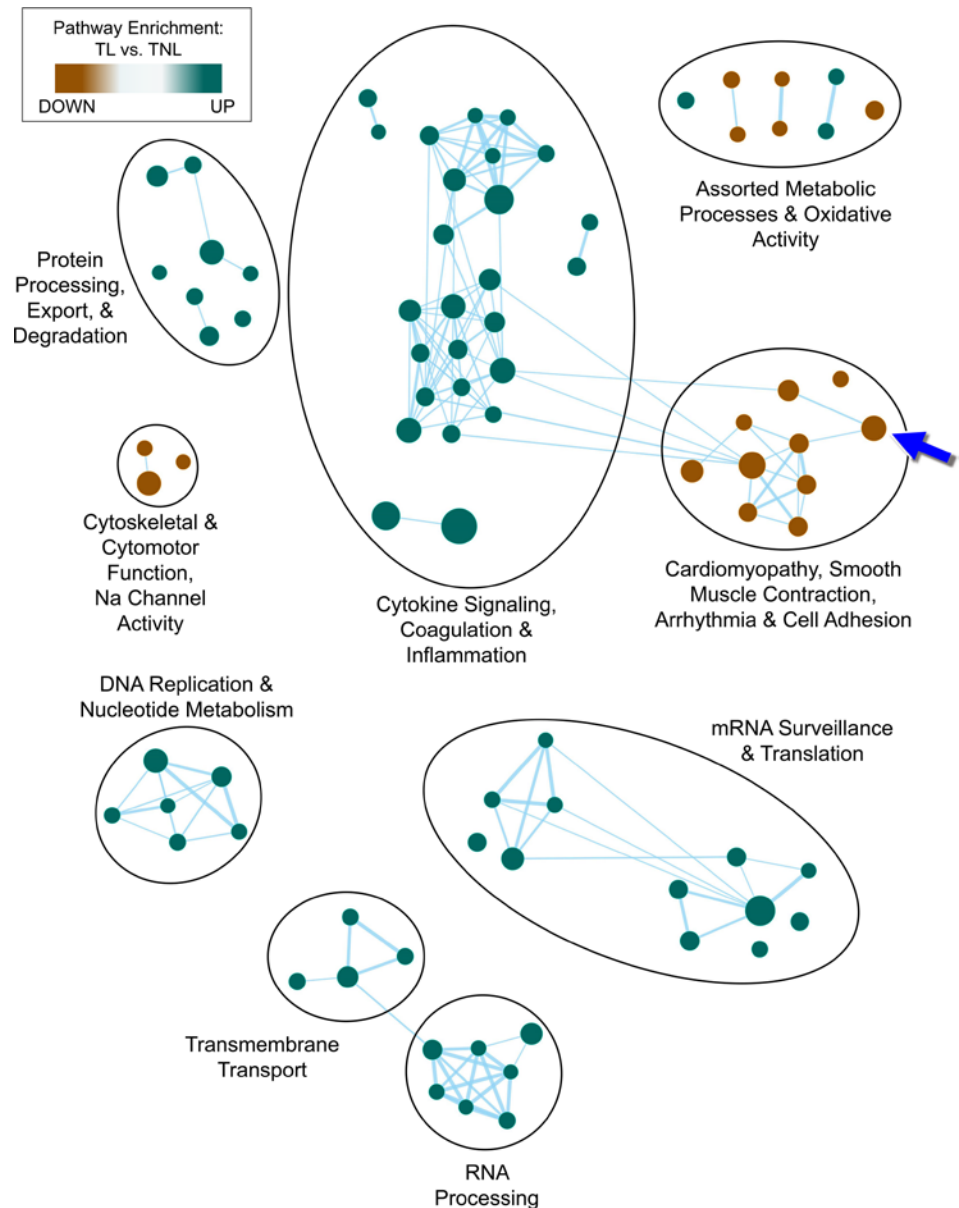 Pathway Enrichment:
TL vs. TNL
DOWN UP
Assorted Metabolic
Processes & Oxidative
Activity
Protein
Processing,
Export, &
Degradation
Cytoskeletal &
Cytomotor
Function,
Na Channel
Activity
Cytokine Signaling,
Coagulation &
Inflammation
Cardiomyopathy, Smooth
Muscle Contraction,
Arrhythmia & Cell Adhesion
DNA Replication &
Nucleotide Metabolism
mRNA Surveillance
& Translation
Transmembrane
Transport
RNA
Processing